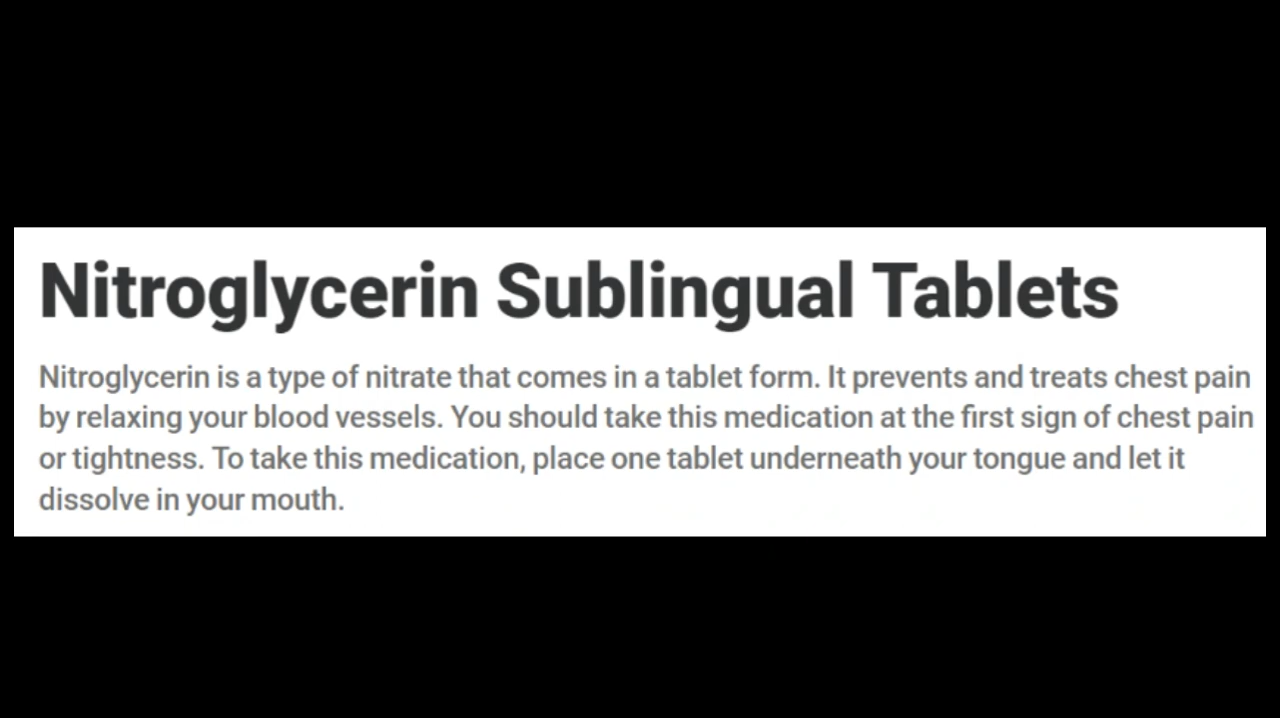 Nitroglycerin Sublingual Tablets
Nitroglycerin is a type of nitrate that comes in a tablet form. It prevents and treats chest pain
by relaxing your blood vessels. You should take this medication at the first sign of chest pain
or tightness. To take this medication, place one tablet underneath your tongue and let it
dissolve in your mouth.